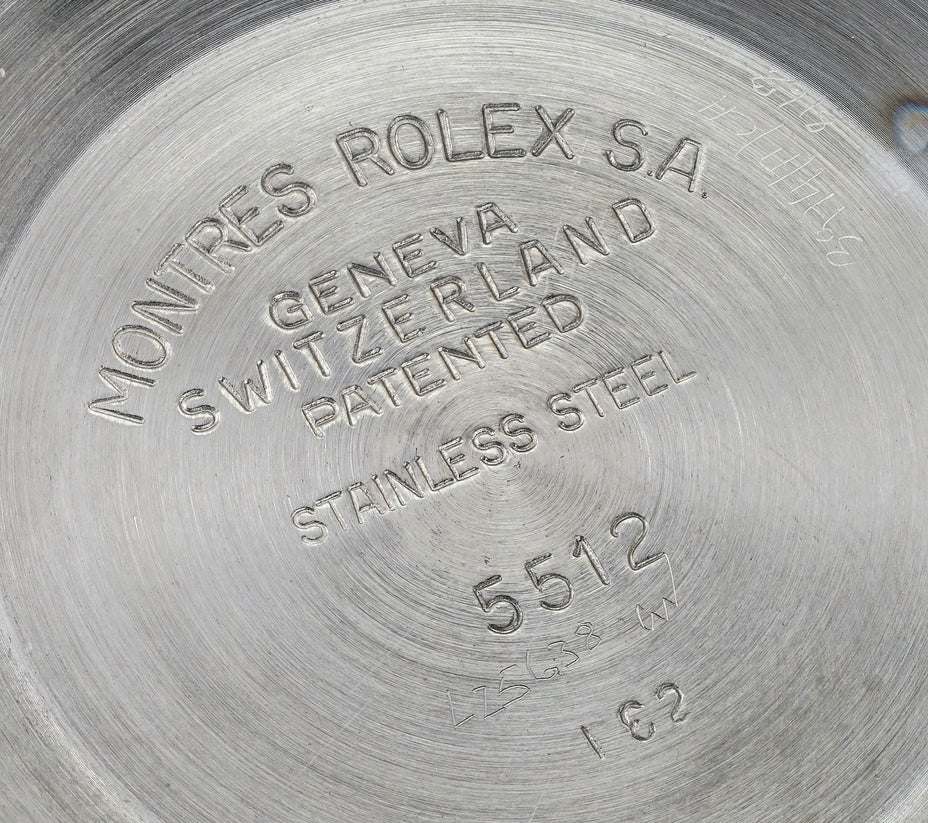 MONTRES ROLEX S.A.
GENEVA
SWITZERLAND
PATENTED
STAINLESS STEEL
5512